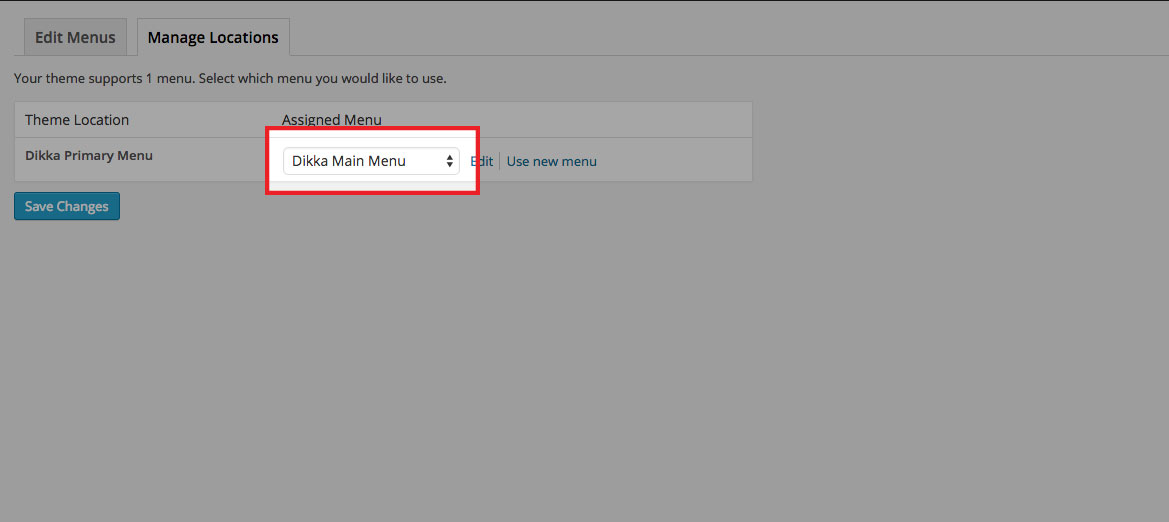 Edit Menus Manage Locations
Your theme supports 1 menu. Select which menu you would like to use.
Theme Location Assigned Menu
Dikka Primary Menu Dikka Main Menu Edit Use new menu
Save Changes